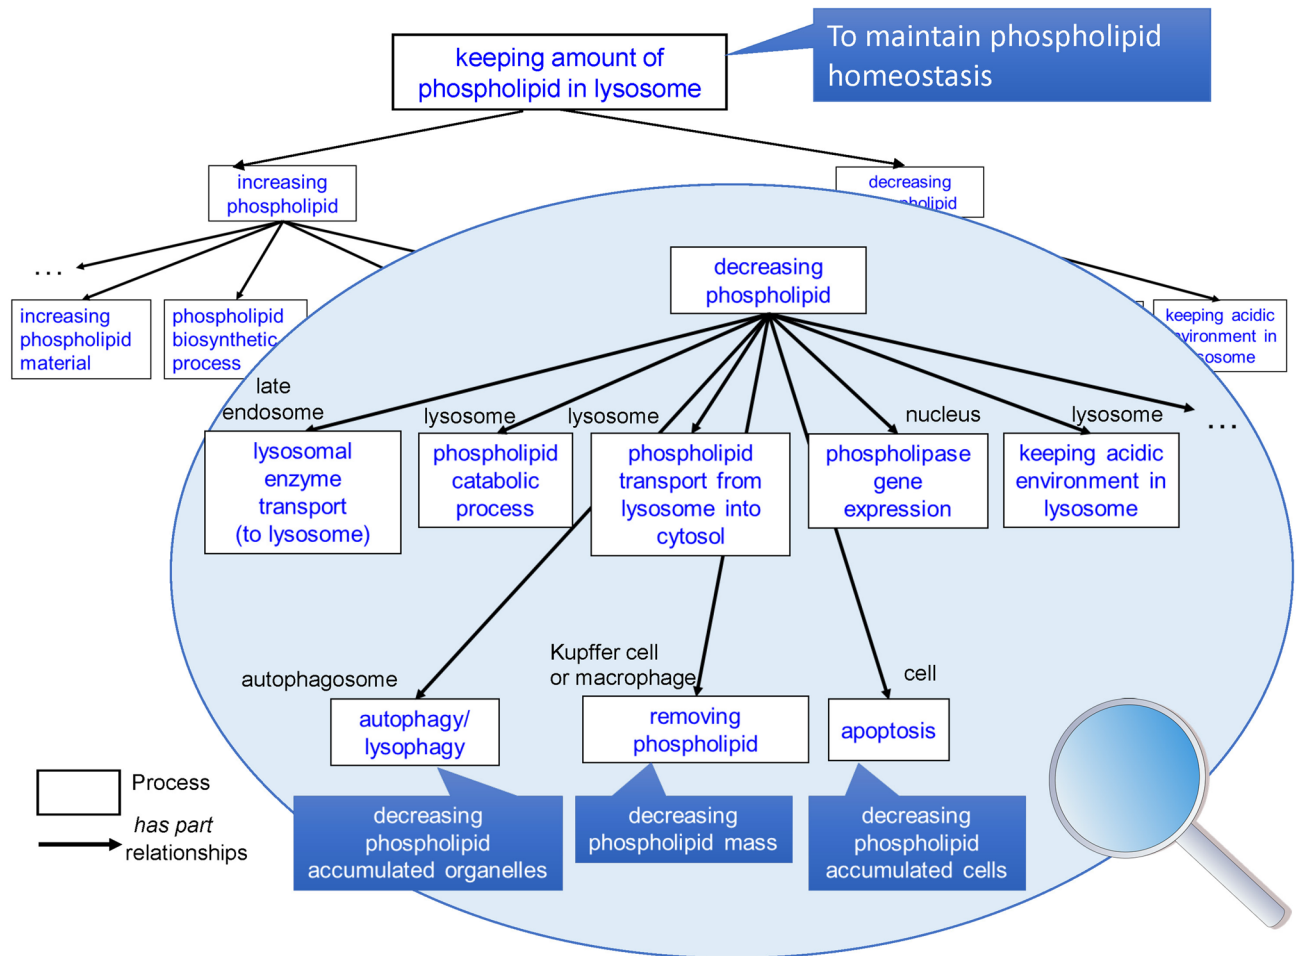 keeping amount of
phospholipid in lysosome
To maintain phospholipid
homeostasis
increasing
phospholipid
decreasing
...
increasing
phospholipid
material
phospholipid
biosynthetic
process
decreasing
phospholipid
keeping acidic
environment in
lysosome
late
endosome
lysosome
lysosome
nucleus
lysosome
...
lysosomal
enzyme
transport
(to lysosome)
phospholipid
catabolic
process
phospholipid
transport from
lysosome into
cytosol
phospholipase
gene
expression
keeping acidic
environment in
lysosome
autophagosome
Kupffer cell
or macrophage
cell
autophagy/
lysophagy
removing
phospholipid
apoptosis
decreasing
phospholipid
accumulated organelles
decreasing
phospholipid mass
decreasing
phospholipid
accumulated cells
Process
has part
relationships